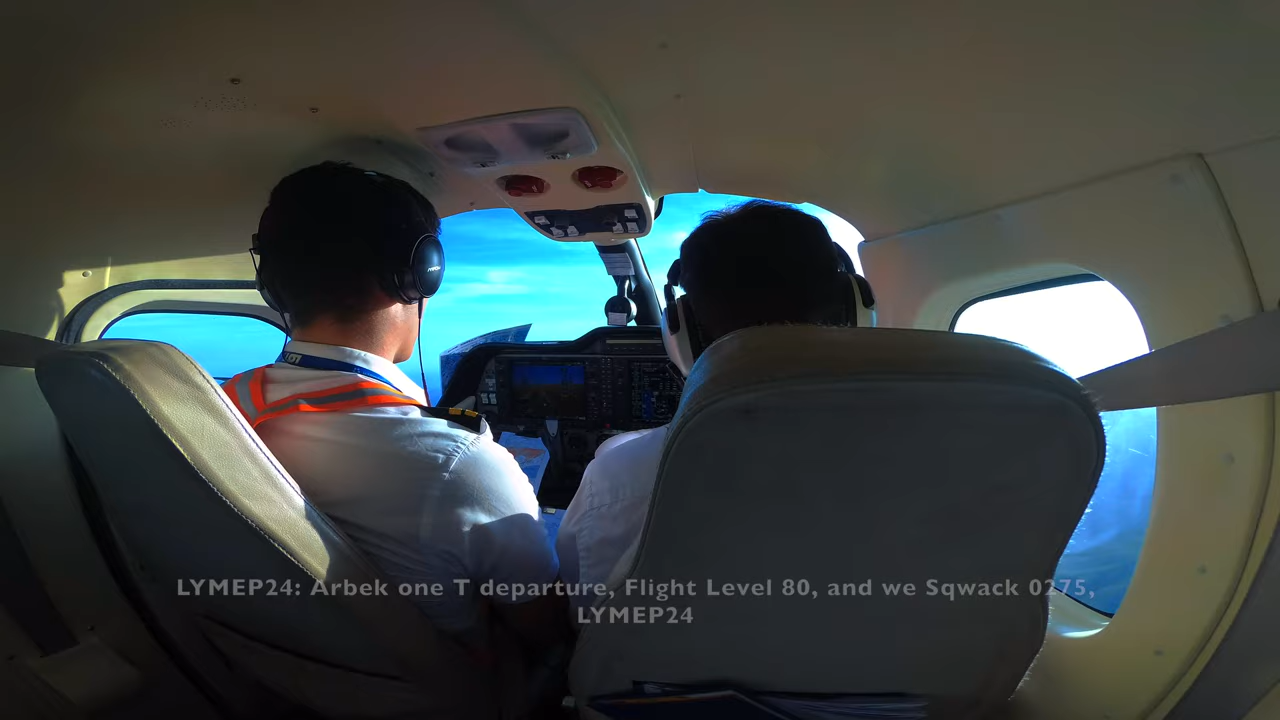 LYMEP24: Arbek one T departure, Flight Level 80, and we Sqwack 0275,
LYMEP24